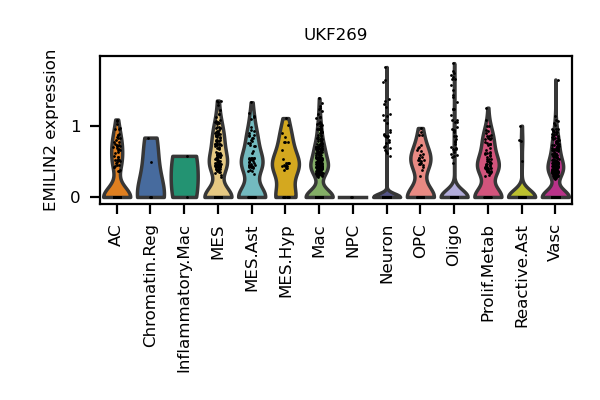 UKF269
EMILIN2 expression
1
0
AC
Chromatin.Reg
Inflammatory.Mac
MES
MES.Ast
MES.Hyp
Mac
NPC
Neuron
OPC
Oligo
Prolif.Metab
Reactive.Ast
Vasc